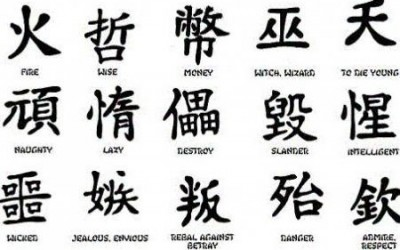 火 哲 幣 巫 夭
FIRE WISE MONEY WITCH, WIZARD TO DIE YOUNG
頑 惰 儡 毀 惺
NAUGHTY LAZY DESTROY SLANDER INTELLIGENT
噩 嫉 叛 殆 欽
WICKED JEALOUS, ENVIOUS REBAL AGAINST DANGER ADMIRE,
BETRAY RESPECT